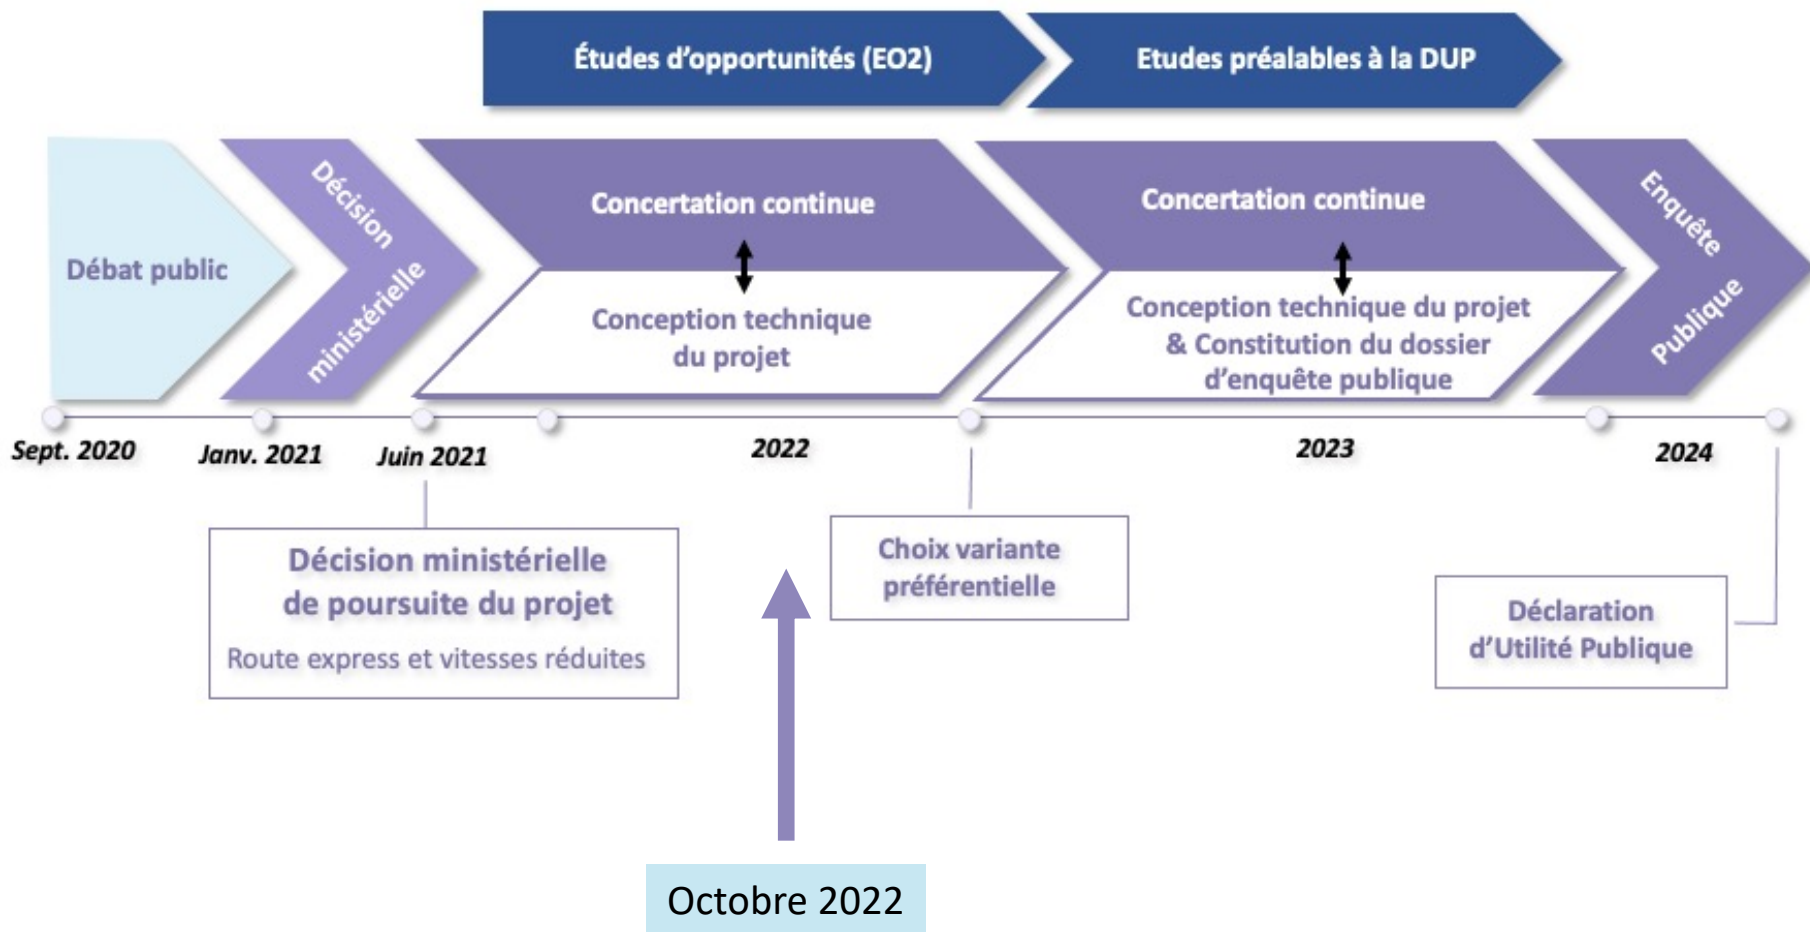 Études d'opportunités (EO2)
Etudes préalables à la DUP
Débat public
Décision
ministérielle
Concertation continue
Conception technique
du projet
Concertation continue
Conception technique du projet
& Constitution du dossier
d'enquête publique
Enquête
Publique
Sept. 2020
Janv. 2021
Juin 2021
2022
2023
2024
Décision ministérielle
de poursuite du projet
Route express et vitesses réduites
Choix variante
préférentielle
Déclaration
d'Utilité Publique
Octobre 2022